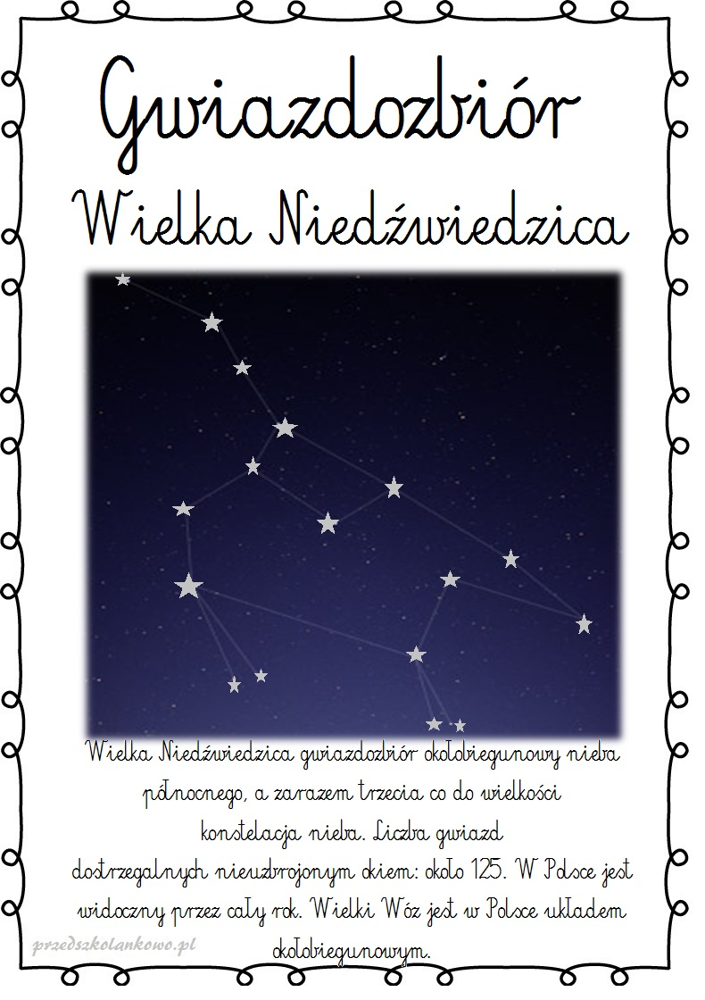 Gwiazdozbiór
Wielka Niedźwiedzica
Wielka Niedźwiedzica gwiazdozbiór okołobiegunowy nieba
północnego, a zarazem trzecia co do wielkości
konstelacja nieba. Liczba gwiazd
dostrzegalnych nieuzbrojonym okiem: około 125. W Polsce jest
widoczny przez cały rok. Wielki Wóz jest w Polsce układem
okołobiegunowym.
przedszkolankowo.pl